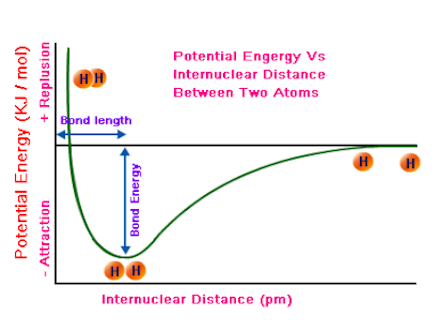 Potential Engergy Vs
Internuclear Distance
Between Two Atoms
Potential Energy (KJ / mol)
+ Replusion
- Attraction
H H
Bond length
Bond Energy
H H
H H
Internuclear Distance (pm)